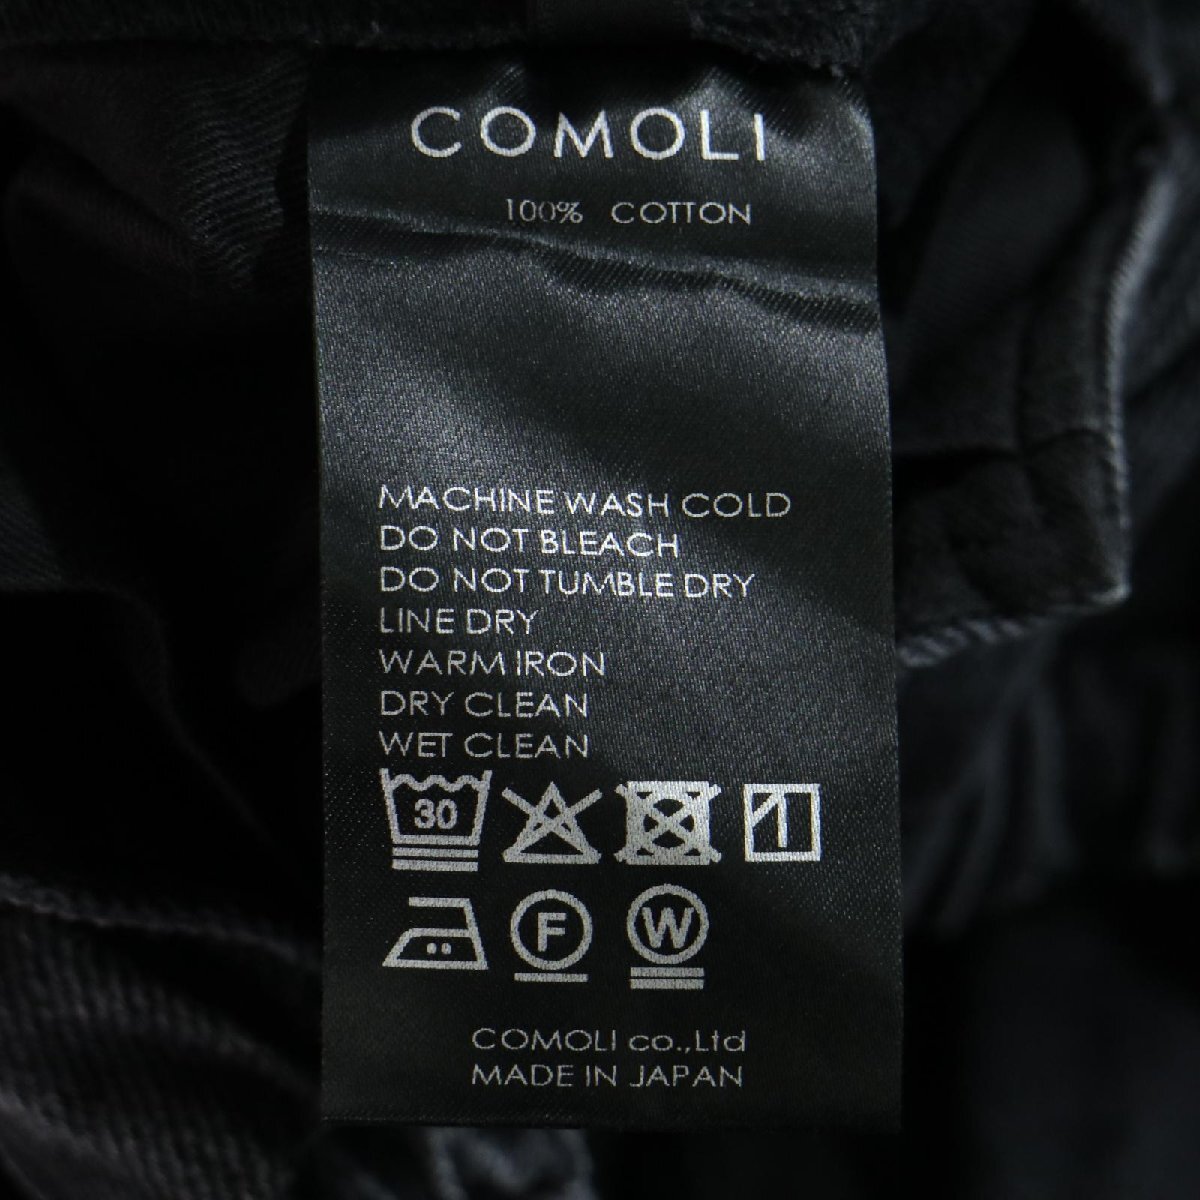 COMOLI
100% COTTON
MACHINE WASH COLD
DO NOT BLEACH
DO NOT TUMBLE DRY
LINE DRY
WARM IRON
DRY CLEAN
WET CLEAN
30
F W
COMOLI co.,Ltd
MADE IN JAPAN